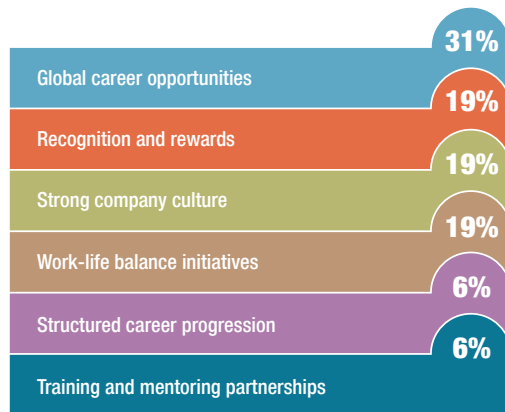 31%
Global career opportunities
19%
Recognition and rewards
19%
Strong company culture
19%
Work-life balance initiatives
6%
Structured career progression
6%
Training and mentoring partnerships